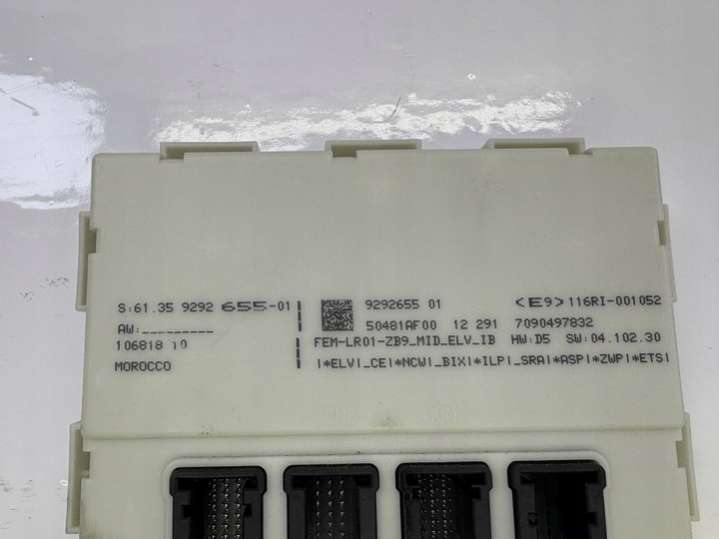 S:61.35 9292 655-01
AW:_________
106818 10
MOROCCO
9292655 01 <E9>116RI-001052
50481AF00 12 291 7090497832
FEM-LR01-ZB9_MID_ELV_IB HW:D5 SW:04.102.30
|*ELV|_CE|*NCW|_BIX|*ILP|_SRA|*ASP|*ZWP|*ETS|